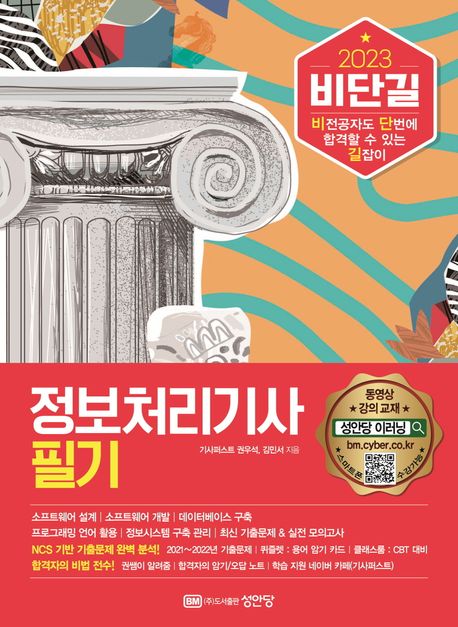 2023
비단길
비전공자도 단번에
합격할 수 있는
길잡이
정보처리기사
필기
기사퍼스트 권우석, 김민서 지음
동영상
★강의 교재★
성안당 이러닝
bm.cyber.co.kr
★스마트폰 수강가능★
소프트웨어 설계 | 소프트웨어 개발 | 데이터베이스 구축
프로그래밍 언어 활용 | 정보시스템 구축 관리 | 최신 기출문제 & 실전 모의고사
NCS 기반 기출문제 완벽 분석! 2021~2022년 기출문제 | 퀴즐렛 : 용어 암기 카드 | 클래스룸 : CBT 대비
합격자의 비법 전수! 권쌤이 알려줌 | 합격자의 암기/오답 노트 | 학습 지원 네이버 카페(기사퍼스트)
BM (주)도서출판 성안당